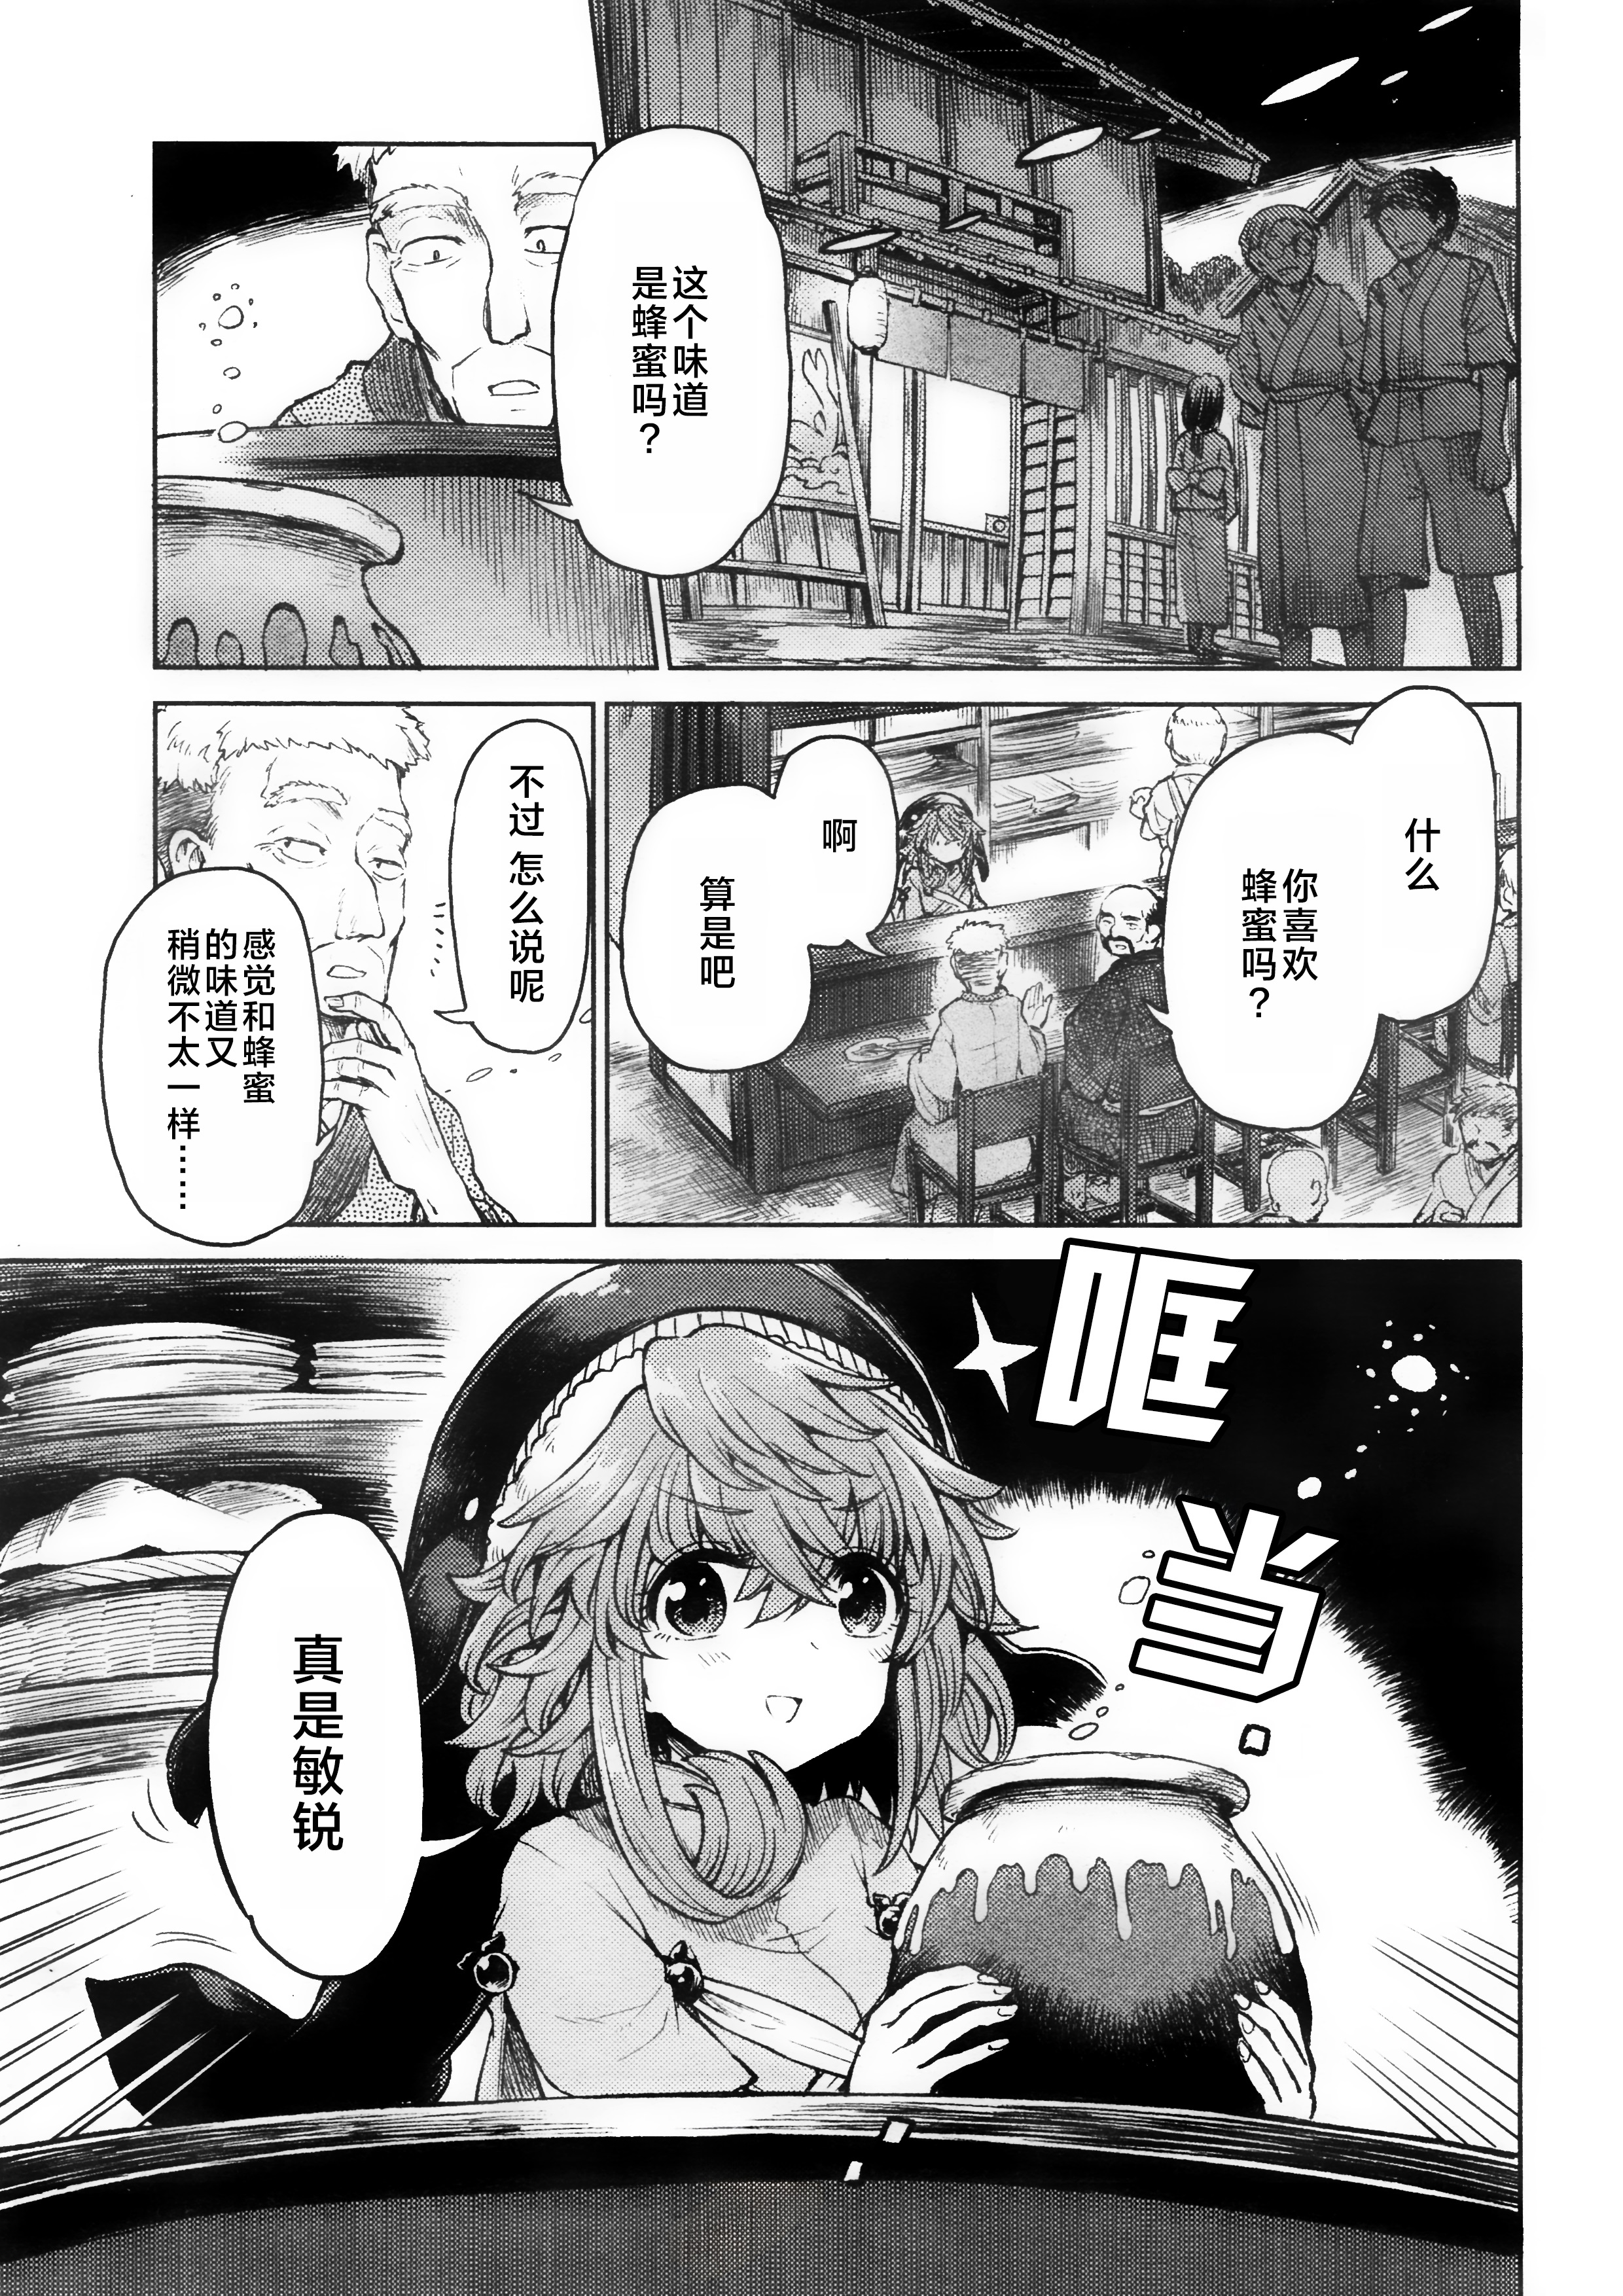 这个味道
是蜂蜜吗？
什么
你喜欢
蜂蜜吗？
啊
算是吧
不过 怎么说呢
感觉和蜂蜜
的味道又
稍微不太一样……
哐
当
真是敏锐